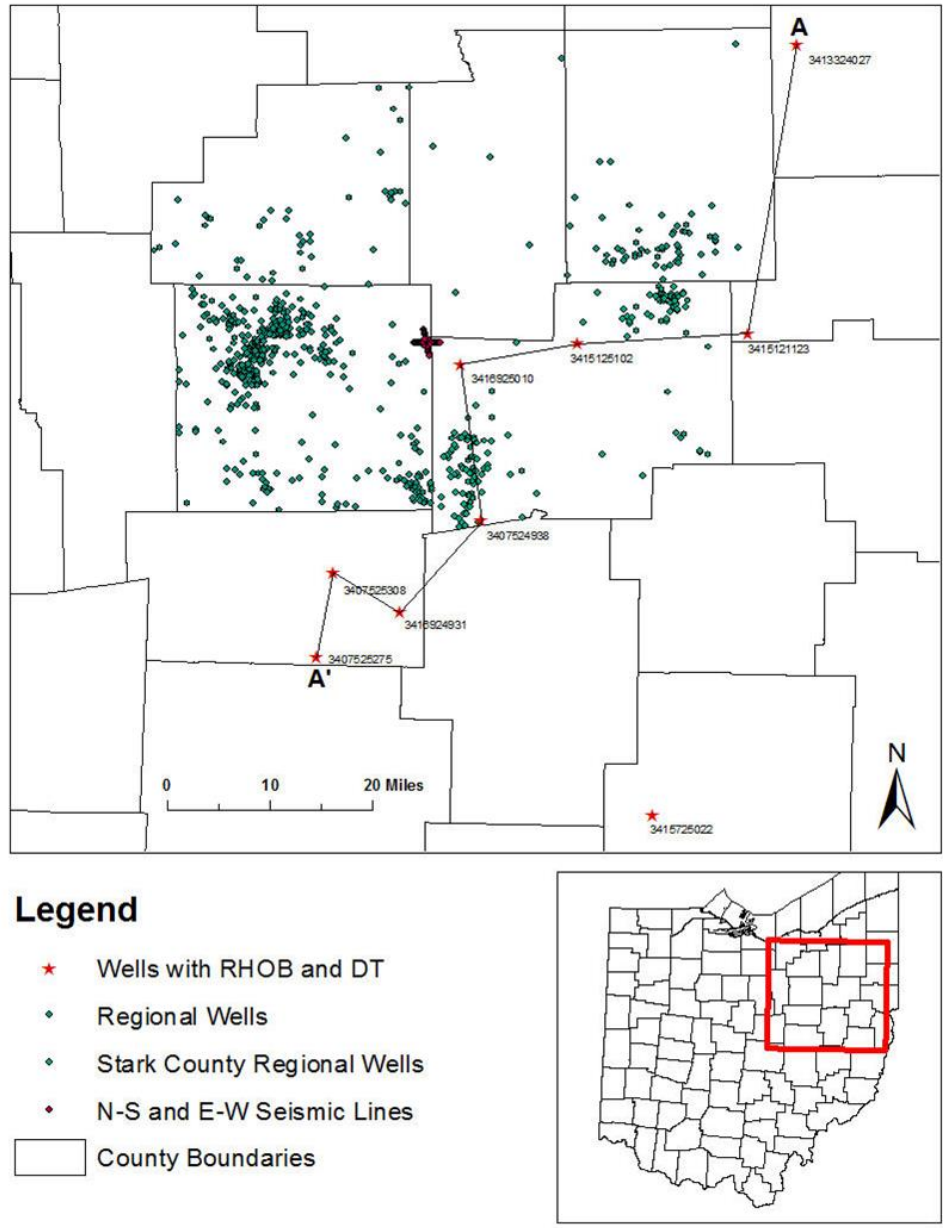 A
3413324027
3415121123
3415125102
3416925010
3407524938
3407525308
3416924931
3407525275
A'
0 10 20 Miles
N
3415725022
Legend
Wells with RHOB and DT
Regional Wells
Stark County Regional Wells
N-S and E-W Seismic Lines
County Boundaries